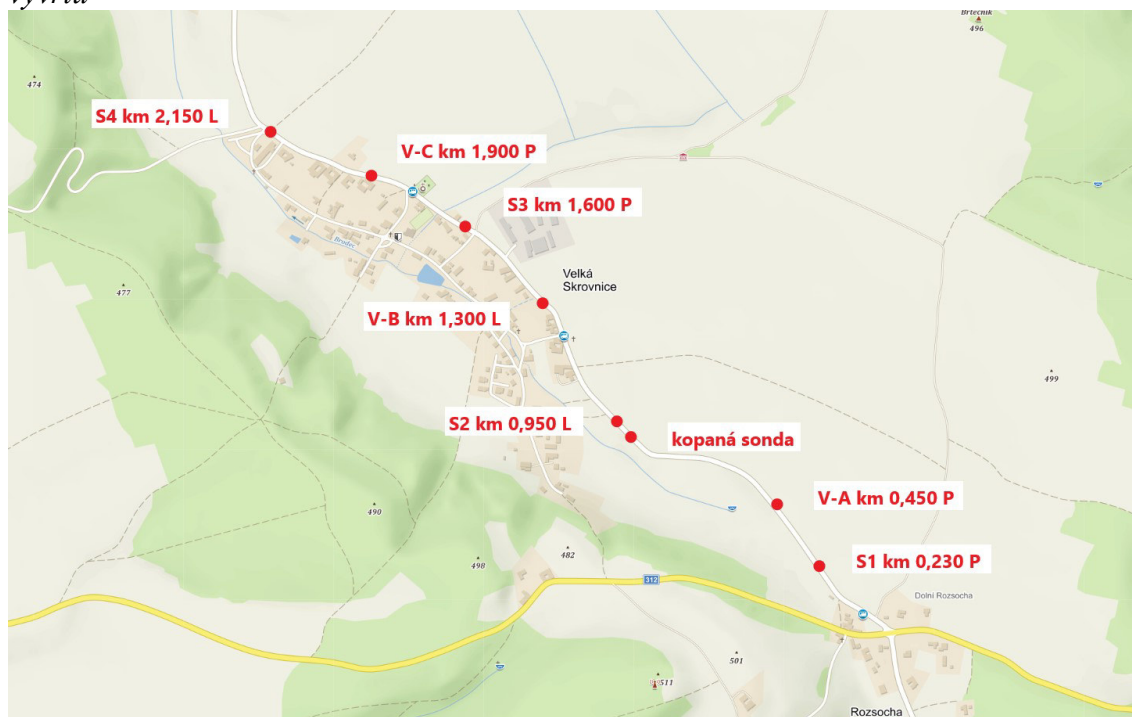 Brtečník
496
474
S4 km 2,150 L
V-C km 1,900 P
S3 km 1,600 P
Brodec
Velká
Skrovnice
477
V-B km 1,300 L
499
S2 km 0,950 L
kopaná sonda
V-A km 0,450 P
490
482
498
S1 km 0,230 P
312
Dolní Rozsocha
501
511
Rozsocha